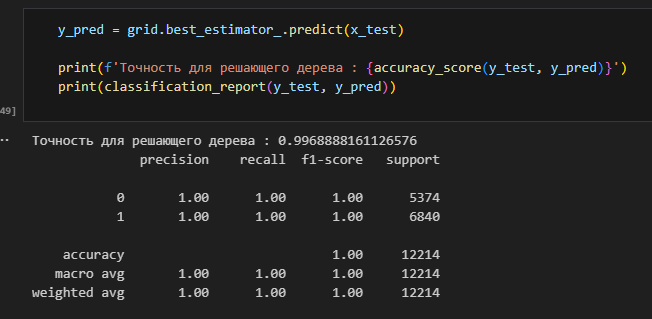 y_pred = grid.best_estimator_.predict(x_test)
print(f'Точность для решающего дерева : {accuracy_score(y_test, y_pred)}')
print(classification_report(y_test, y_pred))
49]
Точность для решающего дерева : 0.9968888161126576
precision recall f1-score support
0 1.00 1.00 1.00 5374
1 1.00 1.00 1.00 6840
accuracy 1.00 12214
macro avg 1.00 1.00 1.00 12214
weighted avg 1.00 1.00 1.00 12214